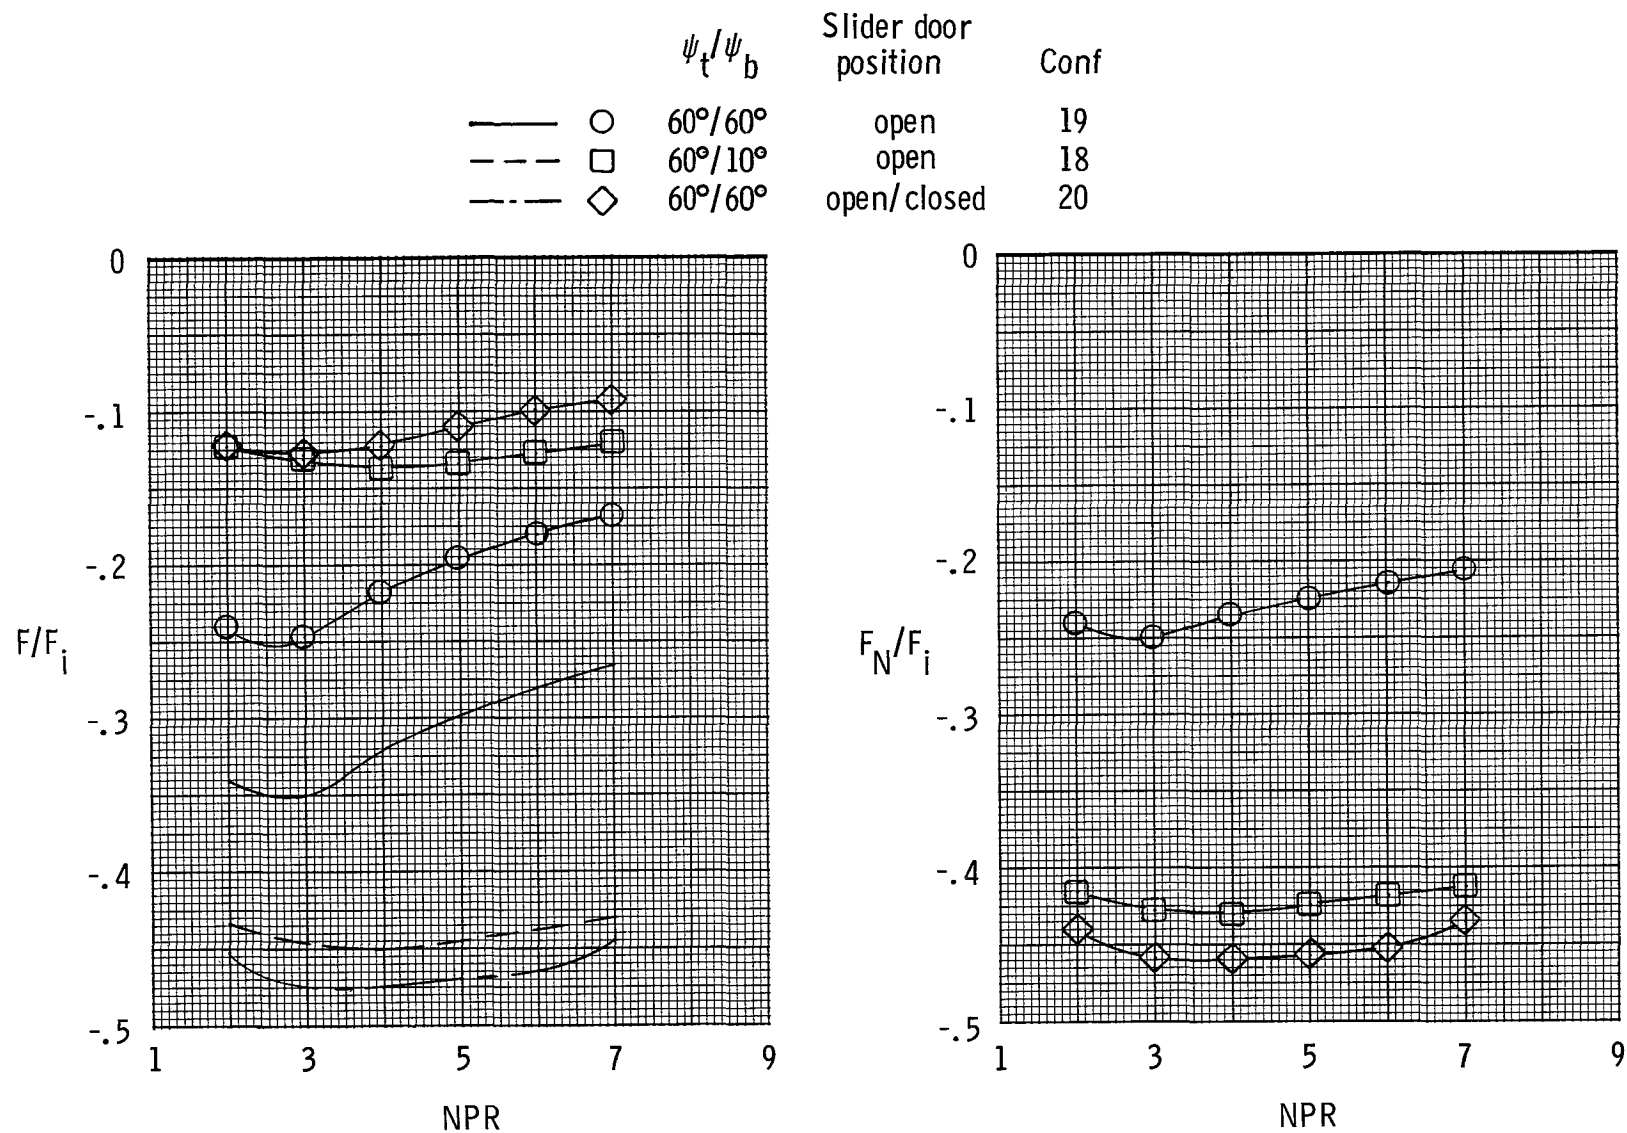 Slider door
ψt/ψb position Conf
60°/60° open 19
60°/10° open 18
60°/60° open/closed 20
0
-.1
-.2
F/Fi
-.3
-.4
-.5
1 3 5 7 9
NPR
0
-.1
-.2
FN/Fi
-.3
-.4
-.5
1 3 5 7 9
NPR